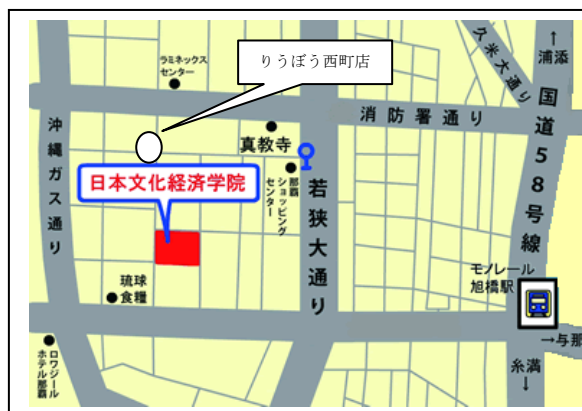 りうぼう西町店
ラミネックス
センター
久米大通り
↑
浦添
国道58号線
消防署通り
沖縄ガス通り
真教寺
那覇
ショッピング
センター
若狭大通り
日本文化経済学院
琉球
食糧
モノレール
旭橋駅
→与那
ロワジール
ホテル那覇
糸満
↓